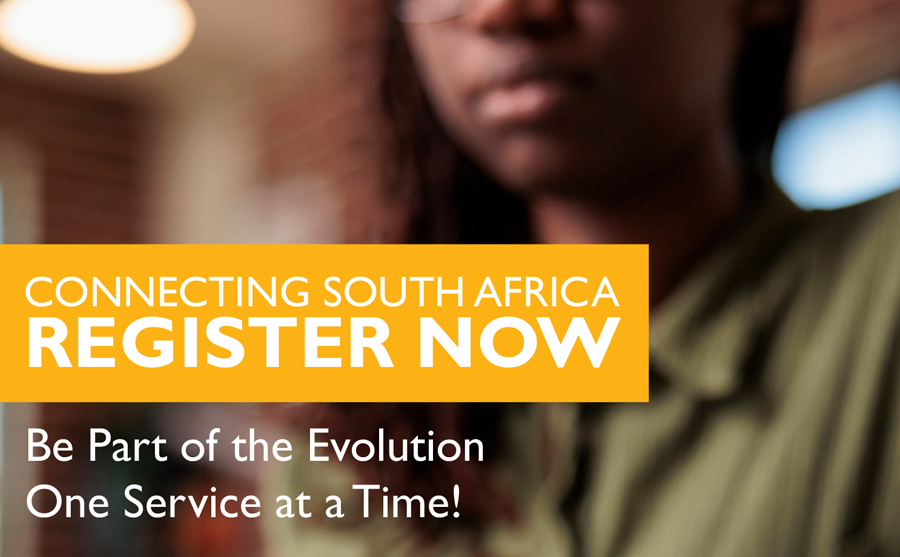 CONNECTING SOUTH AFRICA
REGISTER NOW
Be Part of the Evolution
One Service at a Time!